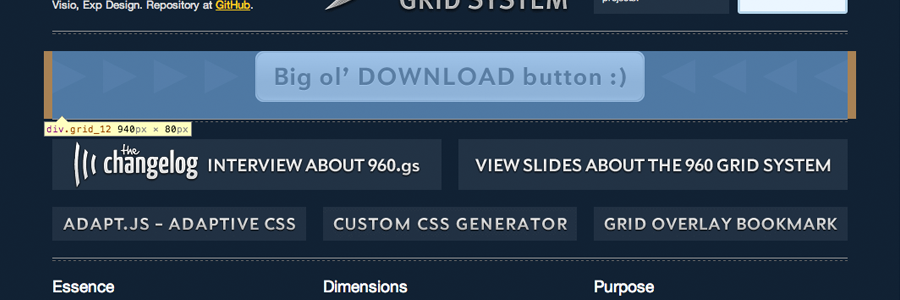 Visio, Exp Design. Repository at GitHub.
GRID SYSTEM
projects.
Big ol’ DOWNLOAD button :)
div.grid_12 940px × 80px
the changelog INTERVIEW ABOUT 960.gs
VIEW SLIDES ABOUT THE 960 GRID SYSTEM
ADAPT.JS – ADAPTIVE CSS
CUSTOM CSS GENERATOR
GRID OVERLAY BOOKMARK
Essence
Dimensions
Purpose